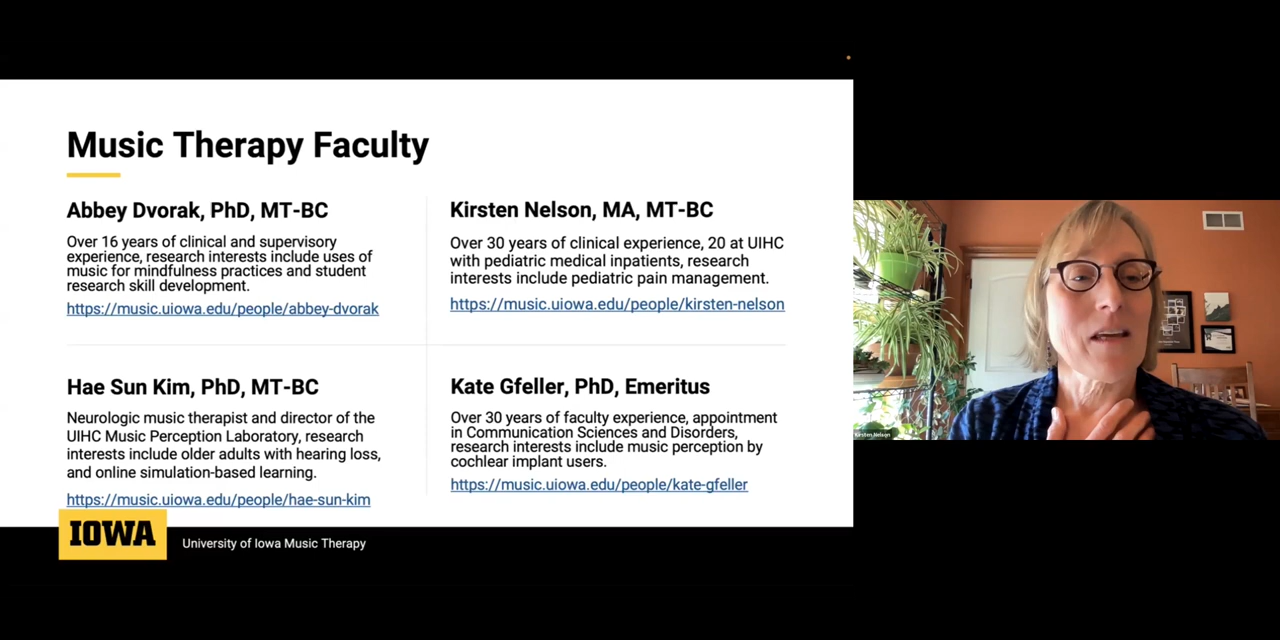 Music Therapy Faculty
Abbey Dvorak, PhD, MT-BC
Over 16 years of clinical and supervisory
experience, research interests include uses of
music for mindfulness practices and student
research skill development.
https://music.uiowa.edu/people/abbey-dvorak
Kirsten Nelson, MA, MT-BC
Over 30 years of clinical experience, 20 at UIHC
with pediatric medical inpatients, research
interests include pediatric pain management.
https://music.uiowa.edu/people/kirsten-nelson
Hae Sun Kim, PhD, MT-BC
Neurologic music therapist and director of the
UIHC Music Perception Laboratory, research
interests include older adults with hearing loss,
and online simulation-based learning.
https://music.uiowa.edu/people/hae-sun-kim
Kate Gfeller, PhD, Emeritus
Over 30 years of faculty experience, appointment
in Communication Sciences and Disorders,
research interests include music perception by
cochlear implant users.
https://music.uiowa.edu/people/kate-gfeller
IOWA
University of Iowa Music Therapy
Kirsten Nelson